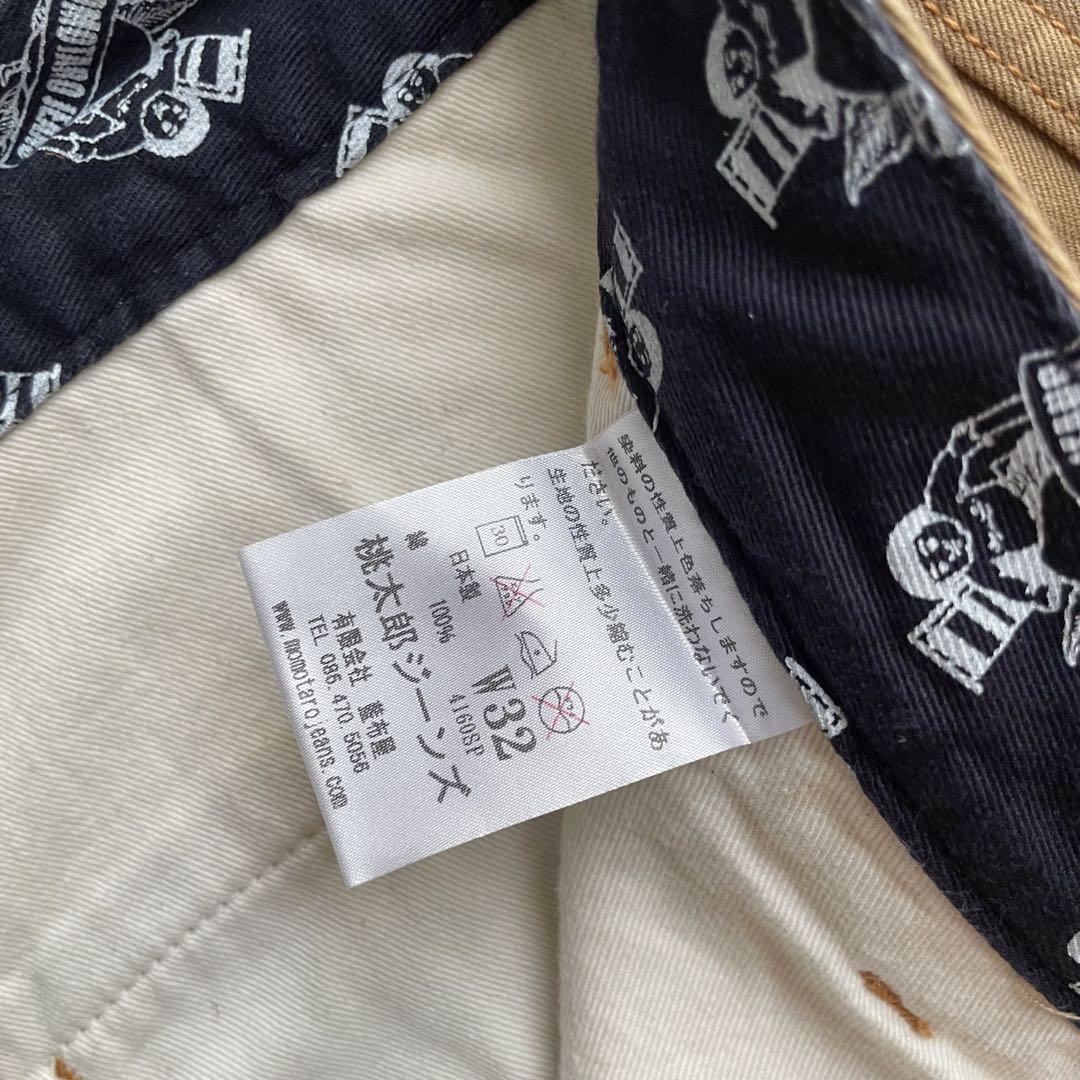 染料の性質上色落ちしますので
他のものと一緒に洗わないでく
ださい。
生地の性質上多少縮むことがあ
ります。
30
W32
4160SP
日本製
綿 100%
桃太郎ジーンズ
有限会社 藍布屋
TEL 086.470.5056
www.momotarojeans.com